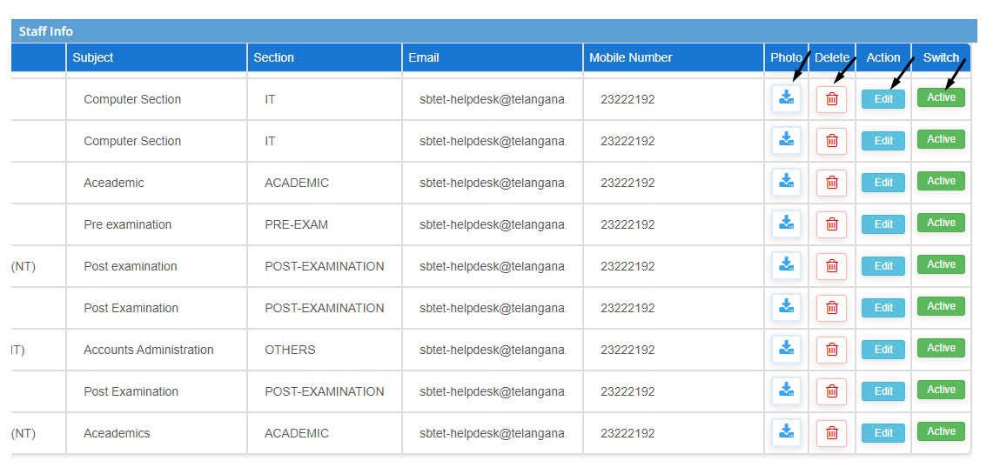 Staff Info
Subject Section Email Mobile Number Photo Delete Action Switch
Computer Section IT sbtet-helpdesk@telangana. 23222192 Edit Active
Computer Section IT sbtet-helpdesk@telangana. 23222192 Edit Active
Aceademic ACADEMIC sbtet-helpdesk@telangana. 23222192 Edit Active
Pre examination PRE-EXAM sbtet-helpdesk@telangana. 23222192 Edit Active
(NT) Post examination POST-EXAMINATION sbtet-helpdesk@telangana. 23222192 Edit Active
Post Examination POST-EXAMINATION sbtet-helpdesk@telangana. 23222192 Edit Active
IT) Accounts Administration OTHERS sbtet-helpdesk@telangana. 23222192 Edit Active
Post Examination POST-EXAMINATION sbtet-helpdesk@telangana. 23222192 Edit Active
(NT) Aceademics ACADEMIC sbtet-helpdesk@telangana. 23222192 Edit Active